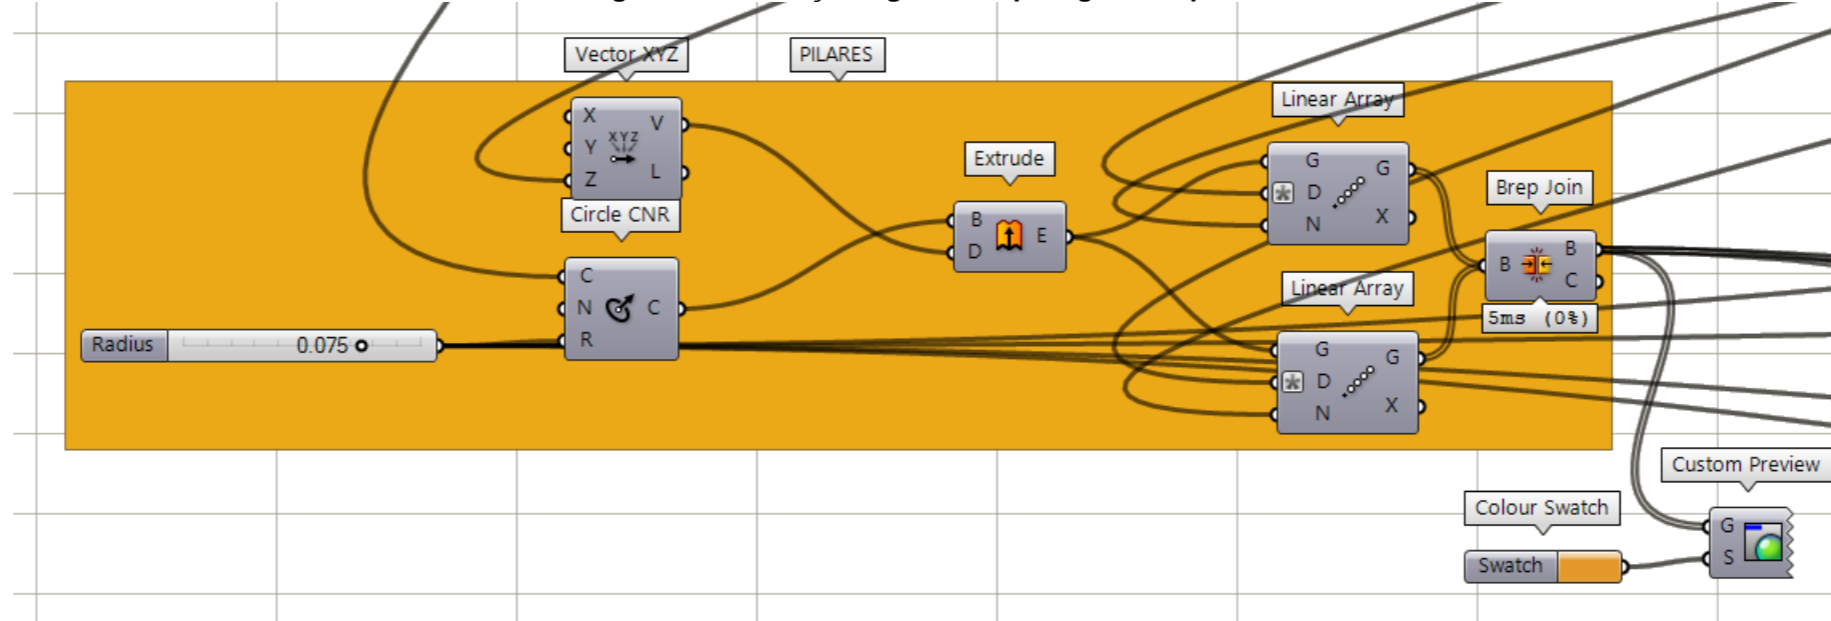 Vector XYZ
PILARES
X
Y
Z
XYZ
V
L
Circle CNR
C
N
R
C
Radius 0.075
Extrude
B
D
E
Linear Array
G
D
N
G
X
Linear Array
G
D
N
G
X
Brep Join
B
B
C
5ms (0%)
Custom Preview
G
S
Colour Swatch
Swatch